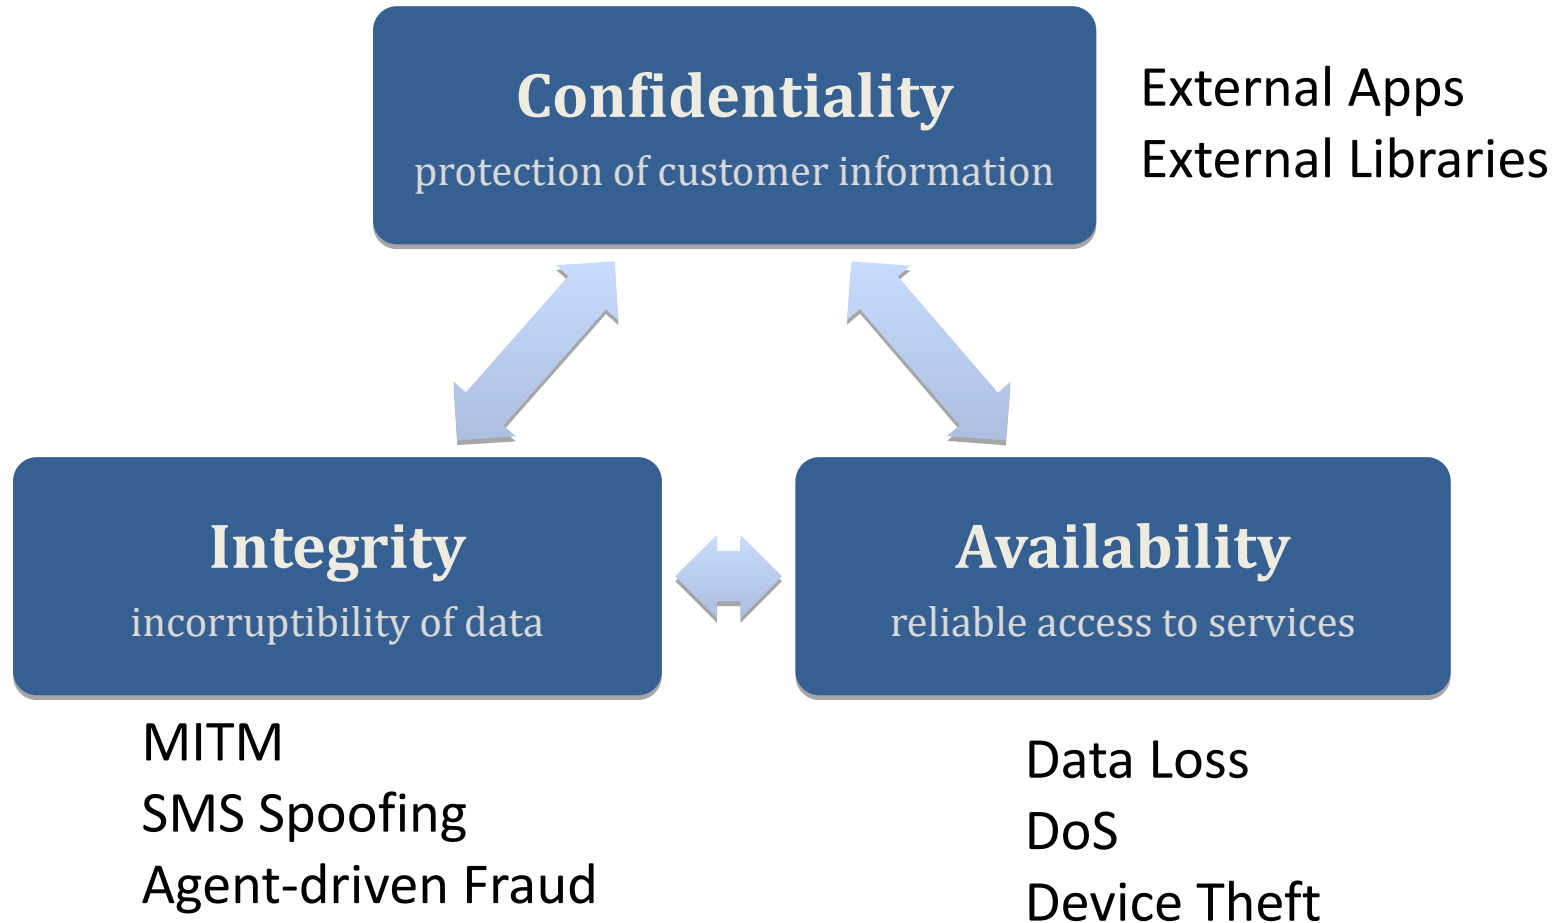 Confidentiality
protection of customer information
External Apps
External Libraries
Integrity
incorruptibility of data
Availability
reliable access to services
MITM
SMS Spoofing
Agent-driven Fraud
Data Loss
DoS
Device Theft